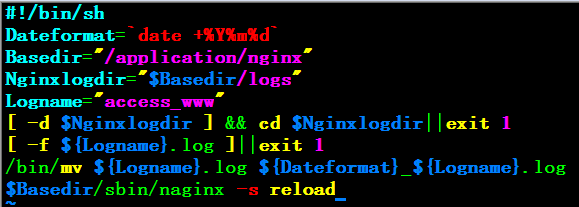 #!/bin/sh
Dateformat=`date +%Y%m%d`
Basedir="/application/nginx"
Nginxlogdir="$Basedir/logs"
Logname="access_www"
[ -d $Nginxlogdir ] && cd $Nginxlogdir||exit 1
[ -f ${Logname}.log ]||exit 1
/bin/mv ${Logname}.log ${Dateformat}_${Logname}.log
$Basedir/sbin/naginx -s reload
~